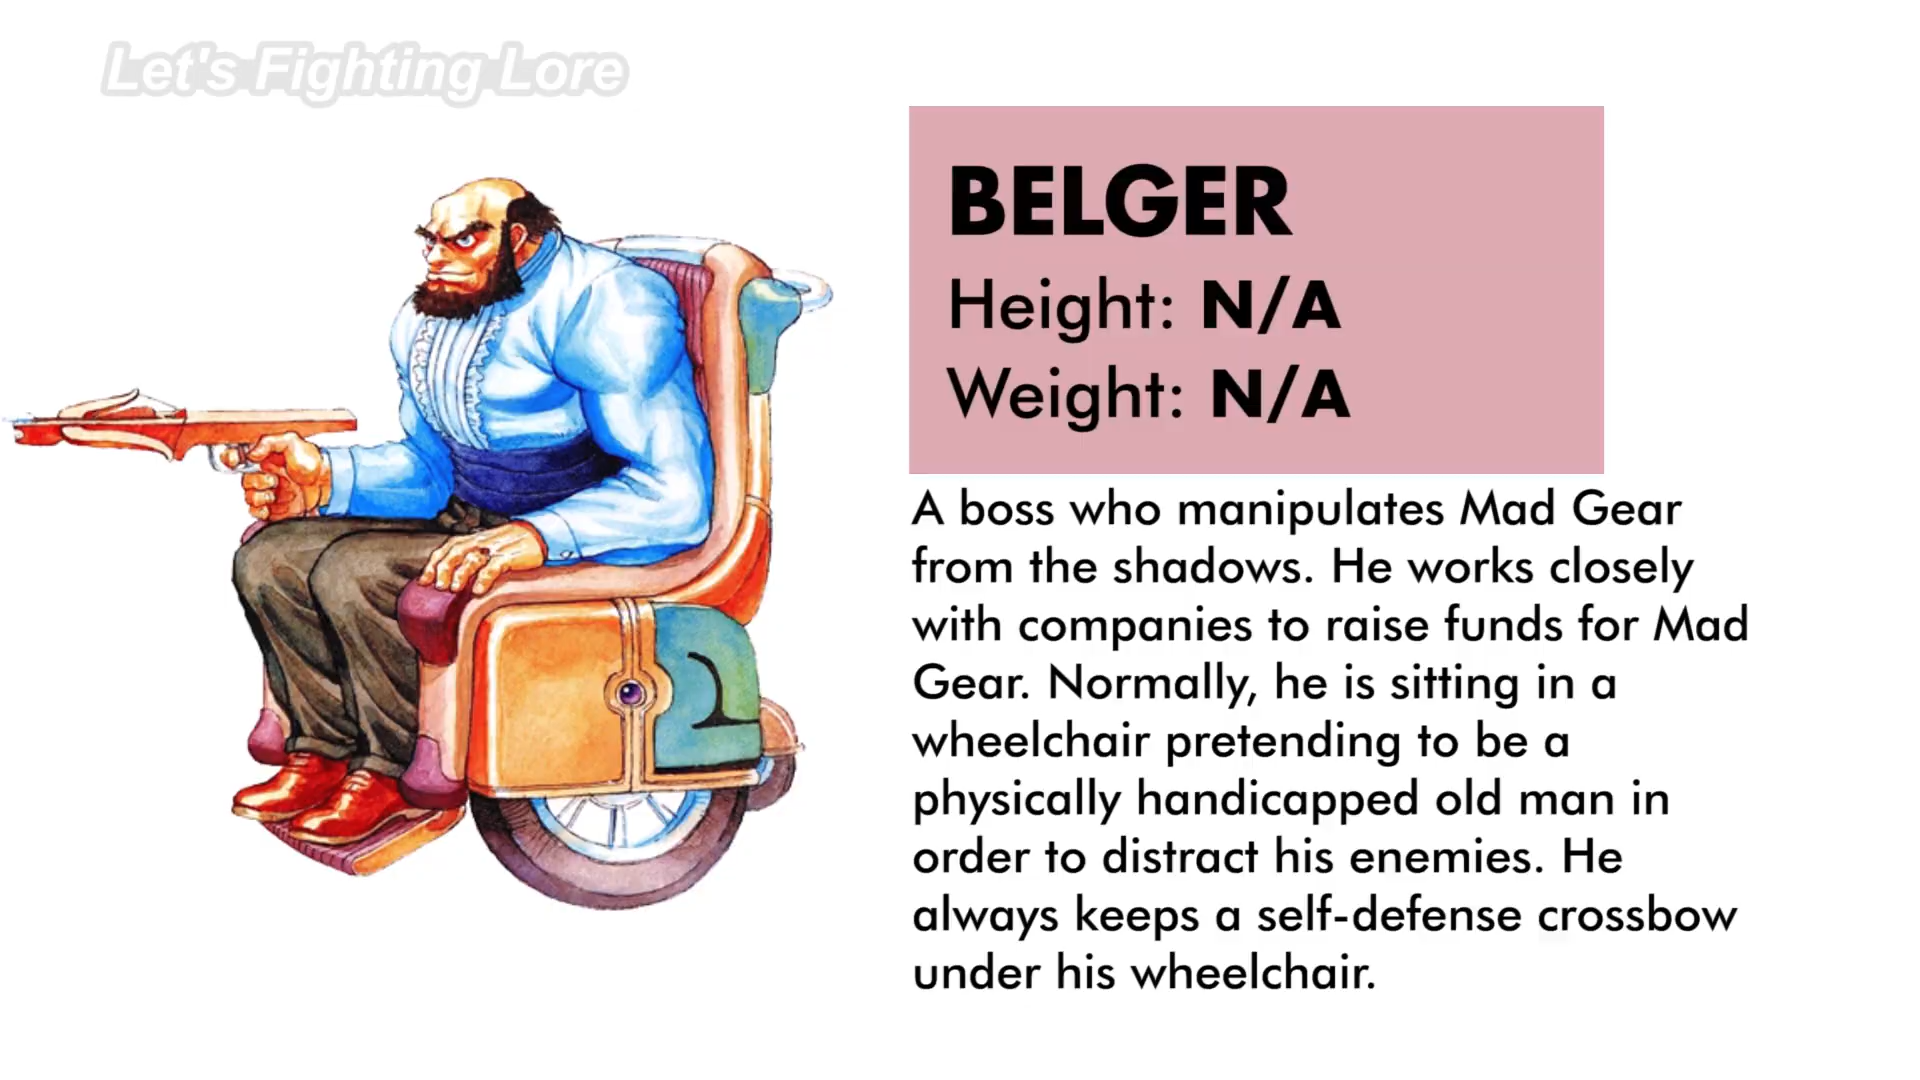 Let's Fighting Lore
BELGER
Height: N/A
Weight: N/A
A boss who manipulates Mad Gear
from the shadows. He works closely
with companies to raise funds for Mad
Gear. Normally, he is sitting in a
wheelchair pretending to be a
physically handicapped old man in
order to distract his enemies. He
always keeps a self-defense crossbow
under his wheelchair.